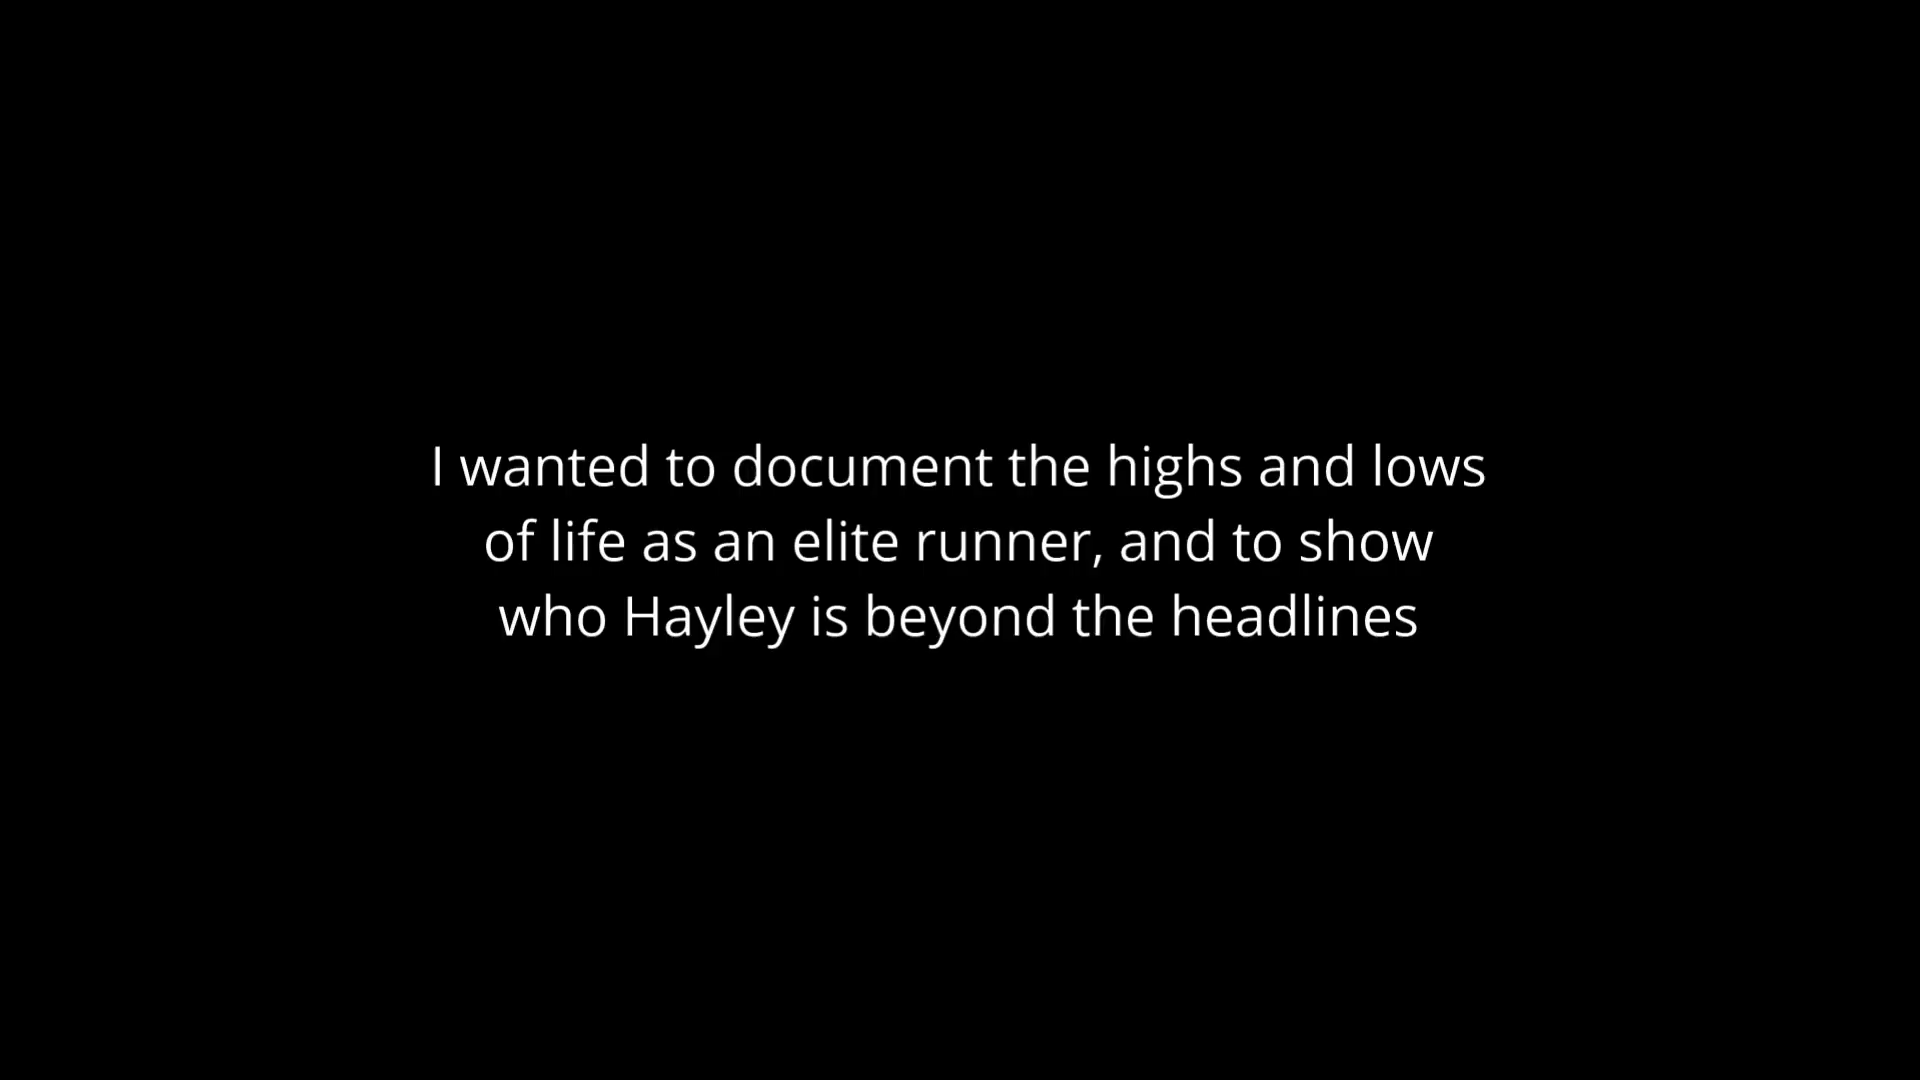 I wanted to document the highs and lows
of life as an elite runner, and to show
who Hayley is beyond the headlines